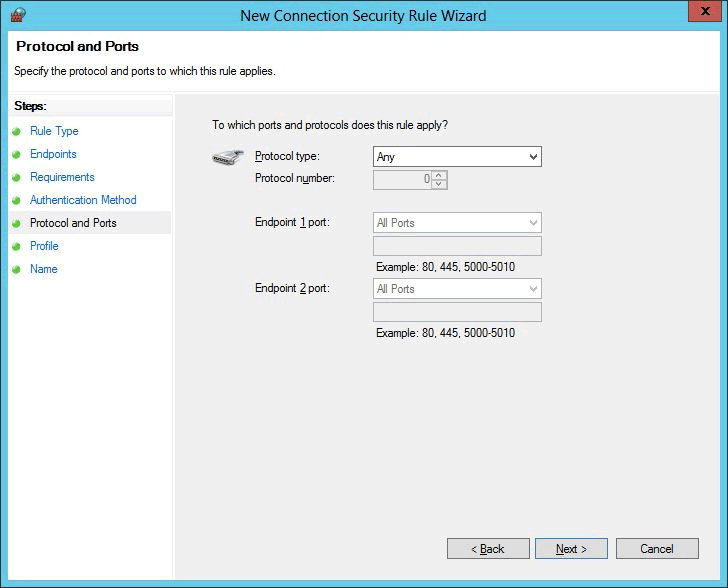 New Connection Security Rule Wizard
x
Protocol and Ports
Specify the protocol and ports to which this rule applies.
Steps:
Rule Type
Endpoints
Requirements
Authentication Method
Protocol and Ports
Profile
Name
To which ports and protocols does this rule apply?
Protocol type: Any
Protocol number: 0
Endpoint 1 port: All Ports
Example: 80, 445, 5000-5010
Endpoint 2 port: All Ports
Example: 80, 445, 5000-5010
< Back Next > Cancel